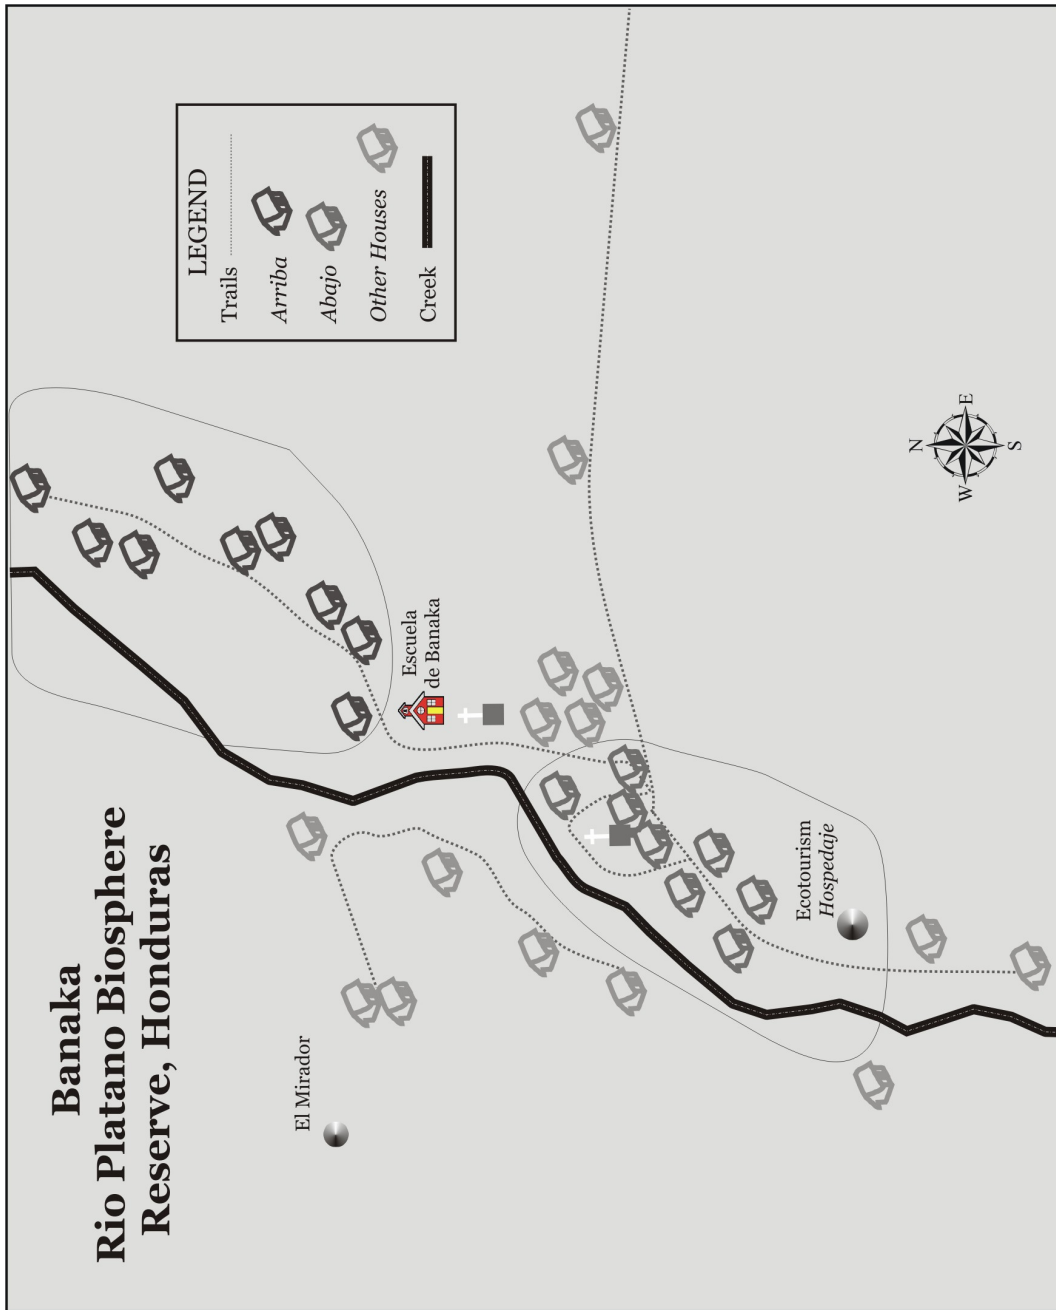 Banaka
Rio Platano Biosphere
Reserve, Honduras
LEGEND
Trails
Arriba
Abajo
Other Houses
Creek
El Mirador
Escuela
de Banaka
Ecotourism
Hospedaje
N
W
E
S